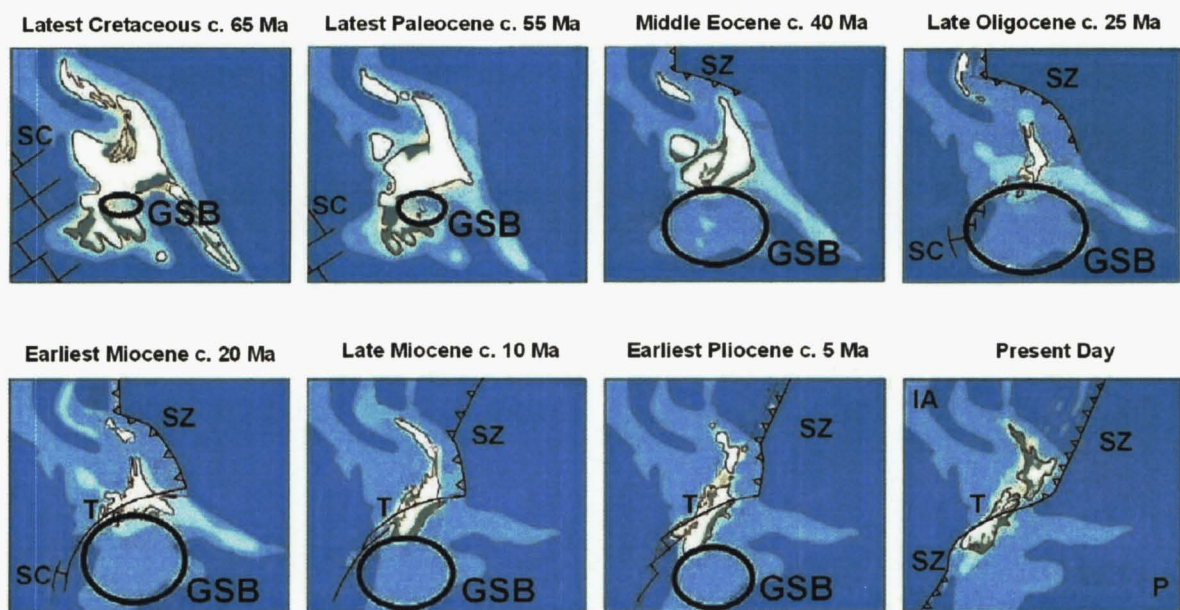 Latest Cretaceous c. 65 Ma
Latest Paleocene c. 55 Ma
Middle Eocene c. 40 Ma
Late Oligocene c. 25 Ma
SC
GSB
SC
GSB
SZ
GSB
SZ
SC
GSB
Earliest Miocene c. 20 Ma
Late Miocene c. 10 Ma
Earliest Pliocene c. 5 Ma
Present Day
SZ
T
SC
GSB
SZ
T
GSB
SZ
T
GSB
IA
SZ
T
SZ
P